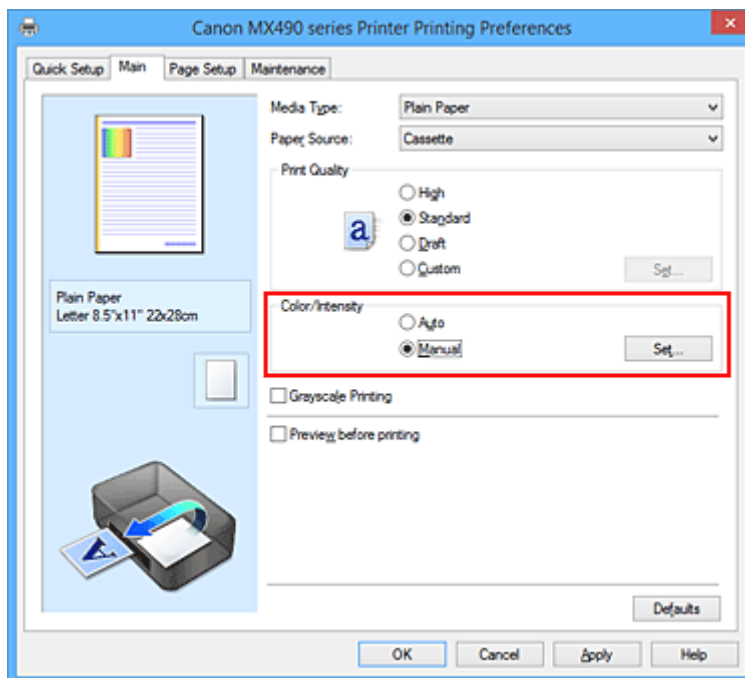 Canon MX490 series Printer Printing Preferences
Quick Setup Main Page Setup Maintenance
Media Type: Plain Paper
Paper Source: Cassette
Print Quality
High
a
Standard
Draft
Custom Set...
Plain Paper
Letter 8.5"x11" 22x28cm
Color/Intensity
Auto
Manual Set...
Grayscale Printing
Preview before printing
A
Defaults
OK Cancel Apply Help